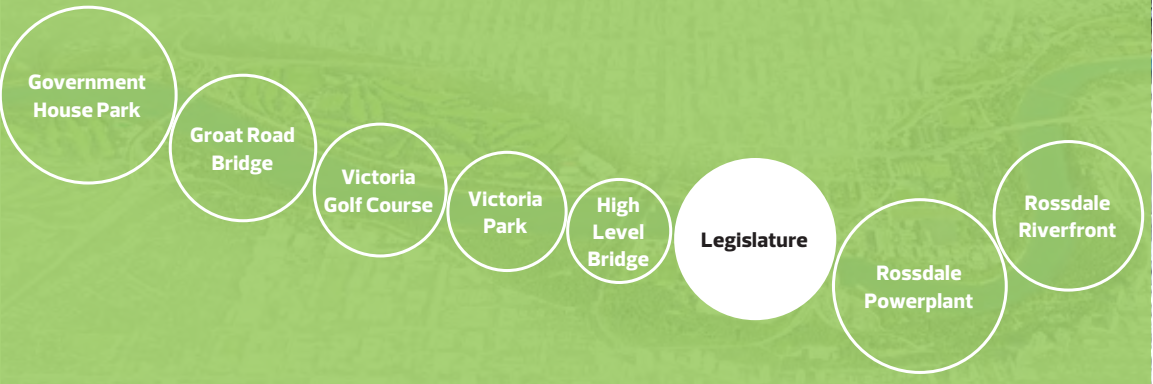 Government
House Park
Groat Road
Bridge
Victoria
Golf Course
Victoria
Park
High
Level
Bridge
Legislature
Rossdale
Powerplant
Rossdale
Riverfront